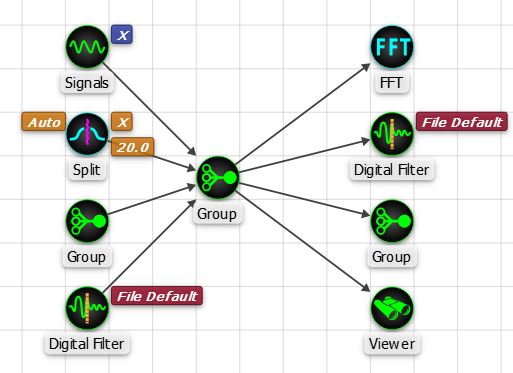 X
Signals
Auto
X
20.0
Split
Group
File Default
Digital Filter
Group
FFT
FFT
File Default
Digital Filter
Group
Viewer